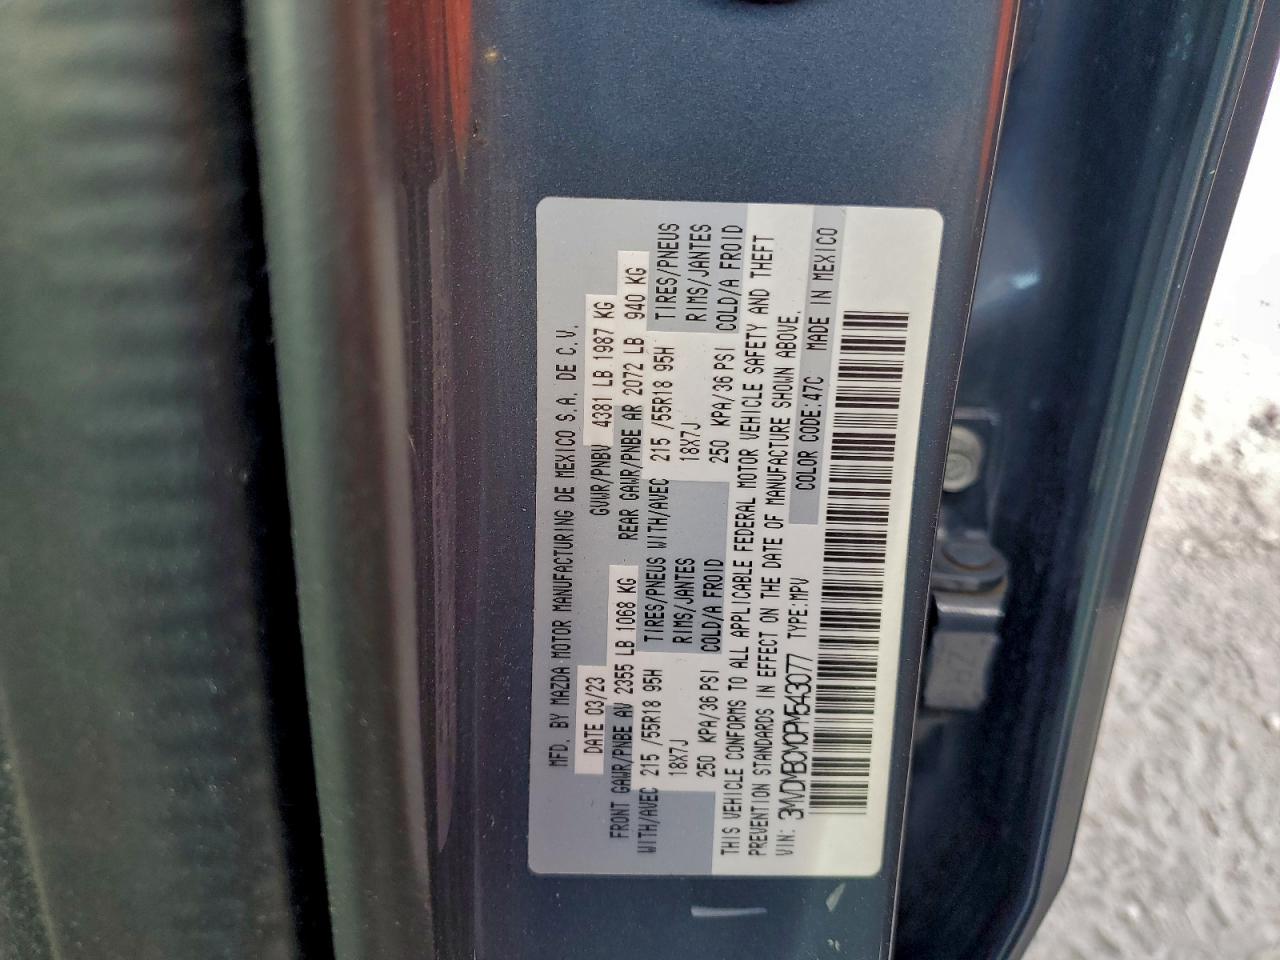 MFD. BY MAZDA MOTOR MANUFACTURING DE MEXICO S.A. DE C.V.
DATE 03/23 GVWR/PNBV 4381 LB 1987 KG
FRONT GAWR/PNBE AV 2355 LB 1068 KG REAR GAWR/PNBE AR 2072 LB 940 KG
WITH/AVEC 215 /55R18 95H TIRES/PNEUS WITH/AVEC 215 /55R18 95H TIRES/PNEUS
18X7J RIMS/JANTES 18X7J RIMS/JANTES
250 KPA/36 PSI COLD/A FROID 250 KPA/36 PSI COLD/A FROID
THIS VEHICLE CONFORMS TO ALL APPLICABLE FEDERAL MOTOR VEHICLE SAFETY AND THEFT
PREVENTION STANDARDS IN EFFECT ON THE DATE OF MANUFACTURE SHOWN ABOVE.
VIN: 3MVDMBCM0PM543077 TYPE:MPV COLOR CODE:47C MADE IN MEXICO